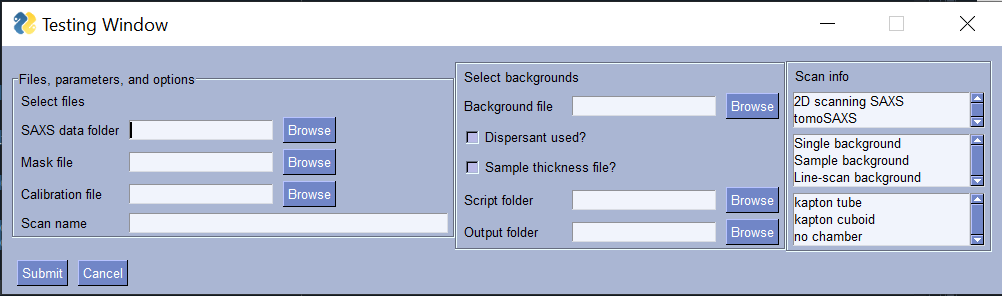 Testing Window
Files, parameters, and options
Select files
SAXS data folder Browse
Mask file Browse
Calibration file Browse
Scan name
Select backgrounds
Background file Browse
Dispersant used?
Sample thickness file?
Script folder Browse
Output folder Browse
Scan info
2D scanning SAXS
tomoSAXS
Single background
Sample background
Line-scan background
kapton tube
kapton cuboid
no chamber
Submit Cancel